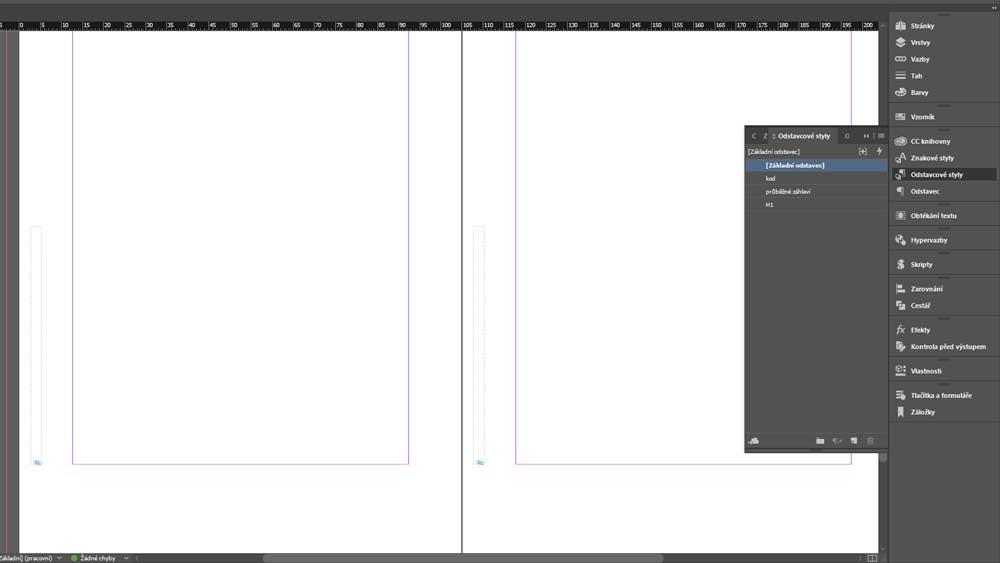 0 5 10 15 20 25 30 35 40 45 50 55 60 65 70 75 80 85 90 95 100 105 110 115 120 125 130 135 140 145 150 155 160 165 170 175 180 185 190 195 200
Stránky
Vrstvy
Vazby
Tah
Barvy
Vzorník
CC knihovny
Znakové styly
Odstavcové styly
Odstavec
Obtékání textu
Hypervazby
Skripty
Zarovnání
Cestář
fx Efekty
Kontrola před výstupem
Vlastnosti
Tlačítka a formuláře
Záložky
C Z Odstavcové styly O
[Základní odstavec]
[Základní odstavec]
kod
průběžné záhlaví
H1
Základní] (pracovní) Žádné chyby